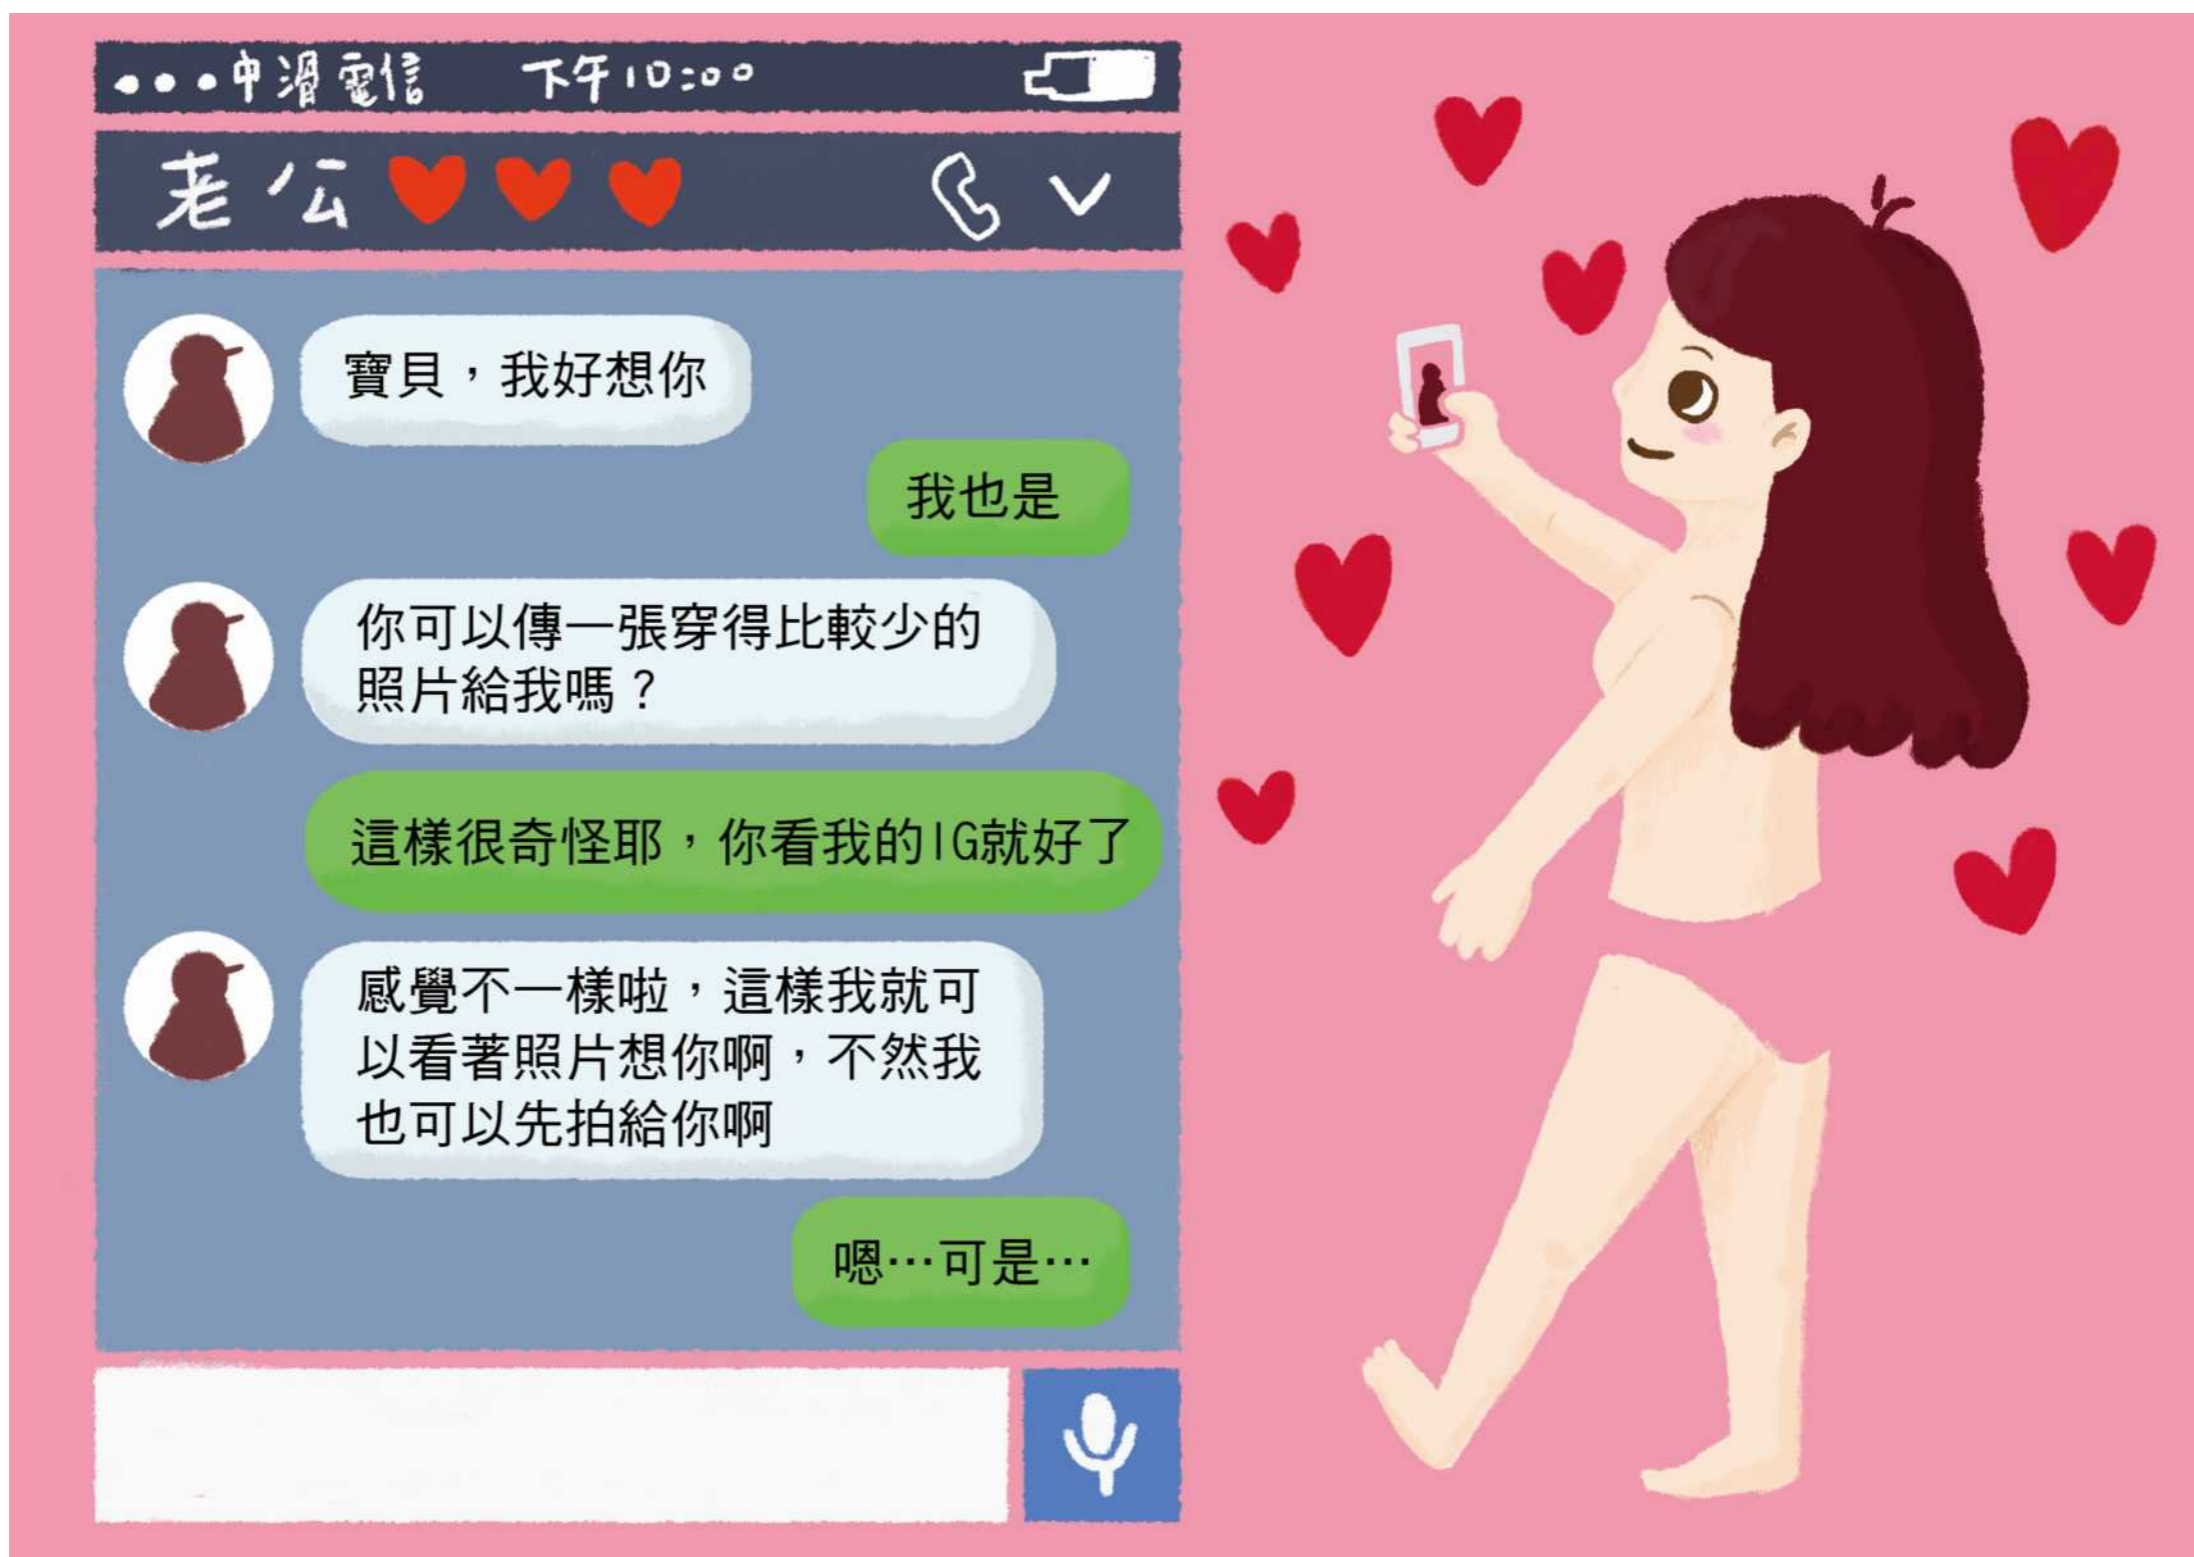 中滑電信 下午10:00
老公
寶貝，我好想你
我也是
你可以傳一張穿得比較少的
照片給我嗎？
這樣很奇怪耶，你看我的IG就好了
感覺不一樣啦，這樣我就可
以看著照片想你啊，不然我
也可以先拍給你啊
嗯…可是…